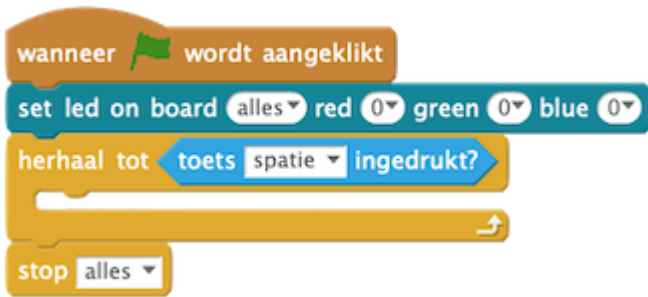 wanneer wordt aangeklikt
set led on board alles red 0 green 0 blue 0
herhaal tot toets spatie ingedrukt?
stop alles